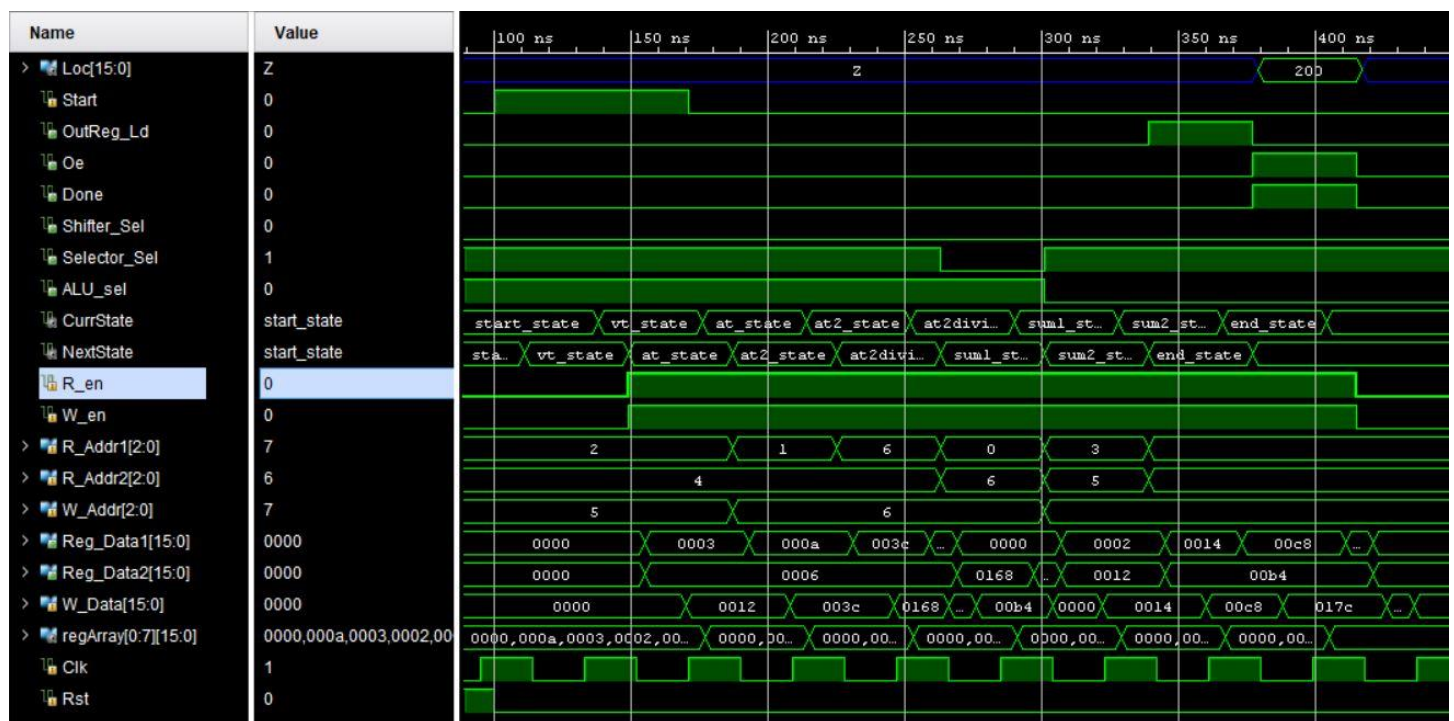 Name Value 100 ns 150 ns 200 ns 250 ns 300 ns 350 ns 400 ns
Loc[15:0] Z Z 200
Start 0
OutReg_Ld 0
Oe 0
Done 0
Shifter_Sel 0
Selector_Sel 1
ALU_sel 0
CurrState start_state start_state vt_state at_state at2_state at2divi... sum1_st... sum2_st... end_state
NextState start_state sta... vt_state at_state at2_state at2divi... sum1_st... sum2_st... end_state
R_en 0
W_en 0
R_Addr1[2:0] 7 2 1 6 0 3
R_Addr2[2:0] 6 4 6 5
W_Addr[2:0] 7 5 6
Reg_Data1[15:0] 0000 0000 0003 000a 003c ... 0000 0002 0014 00c8 ...
Reg_Data2[15:0] 0000 0000 0006 0168 ... 0012 00b4
W_Data[15:0] 0000 0000 0012 003c 0168 ... 00b4 0000 0014 00c8 017c ...
regArray[0:7][15:0] 0000,000a,0003,0002,00 0000,000a,0003,0002,00... 0000,00... 0000,00... 0000,00... 0000,00... 0000,00... 0000,00...
Clk 1
Rst 0